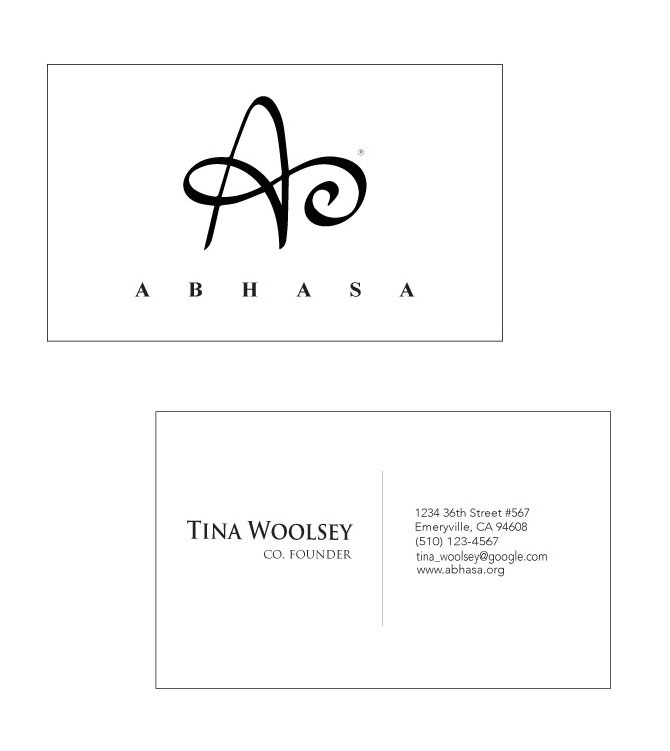 ®
A B H A S A
TINA WOOLSEY
CO. FOUNDER
1234 36th Street #567
Emeryville, CA 94608
(510) 123-4567
tina_woolsey@google.com
www.abhasa.org